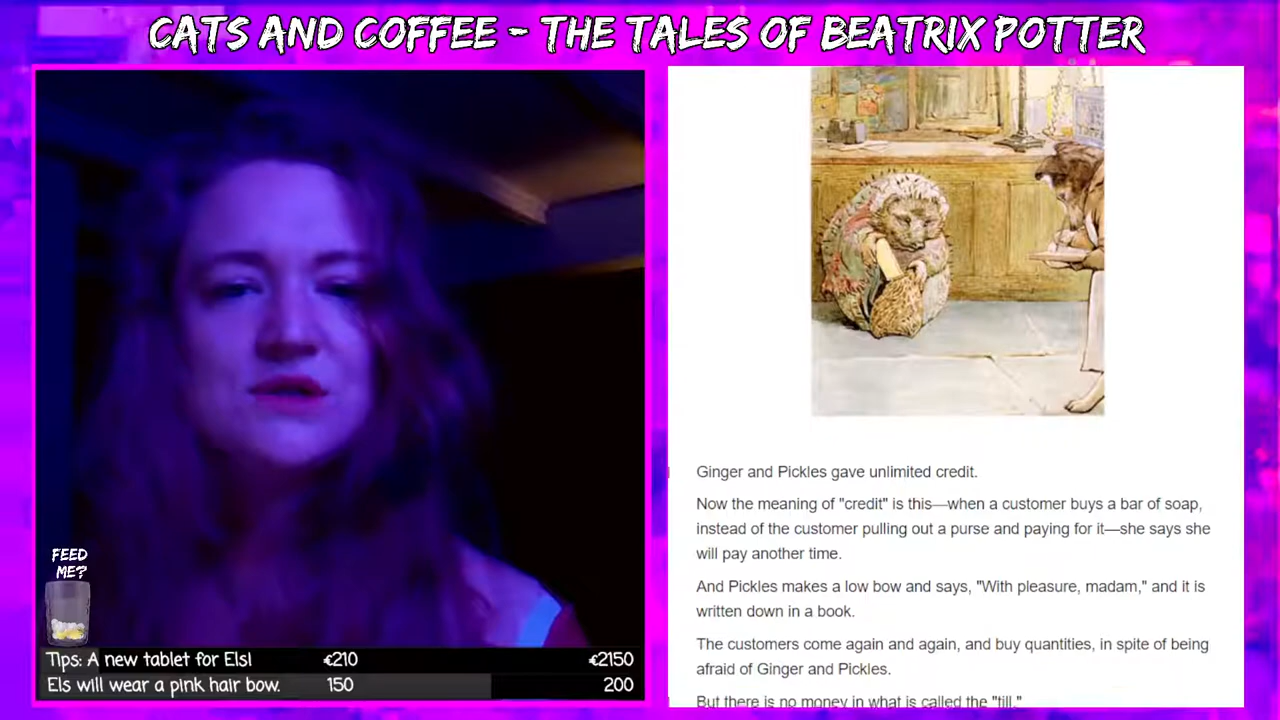 CATS AND COFFEE - THE TALES OF BEATRIX POTTER
FEED
ME?
Tips: A new tablet for Els! €210 €2150
Els will wear a pink hair bow. 150 200
Ginger and Pickles gave unlimited credit.
Now the meaning of "credit" is this—when a customer buys a bar of soap,
instead of the customer pulling out a purse and paying for it—she says she
will pay another time.
And Pickles makes a low bow and says, "With pleasure, madam," and it is
written down in a book.
The customers come again and again, and buy quantities, in spite of being
afraid of Ginger and Pickles.
But there is no money in what is called the "till."